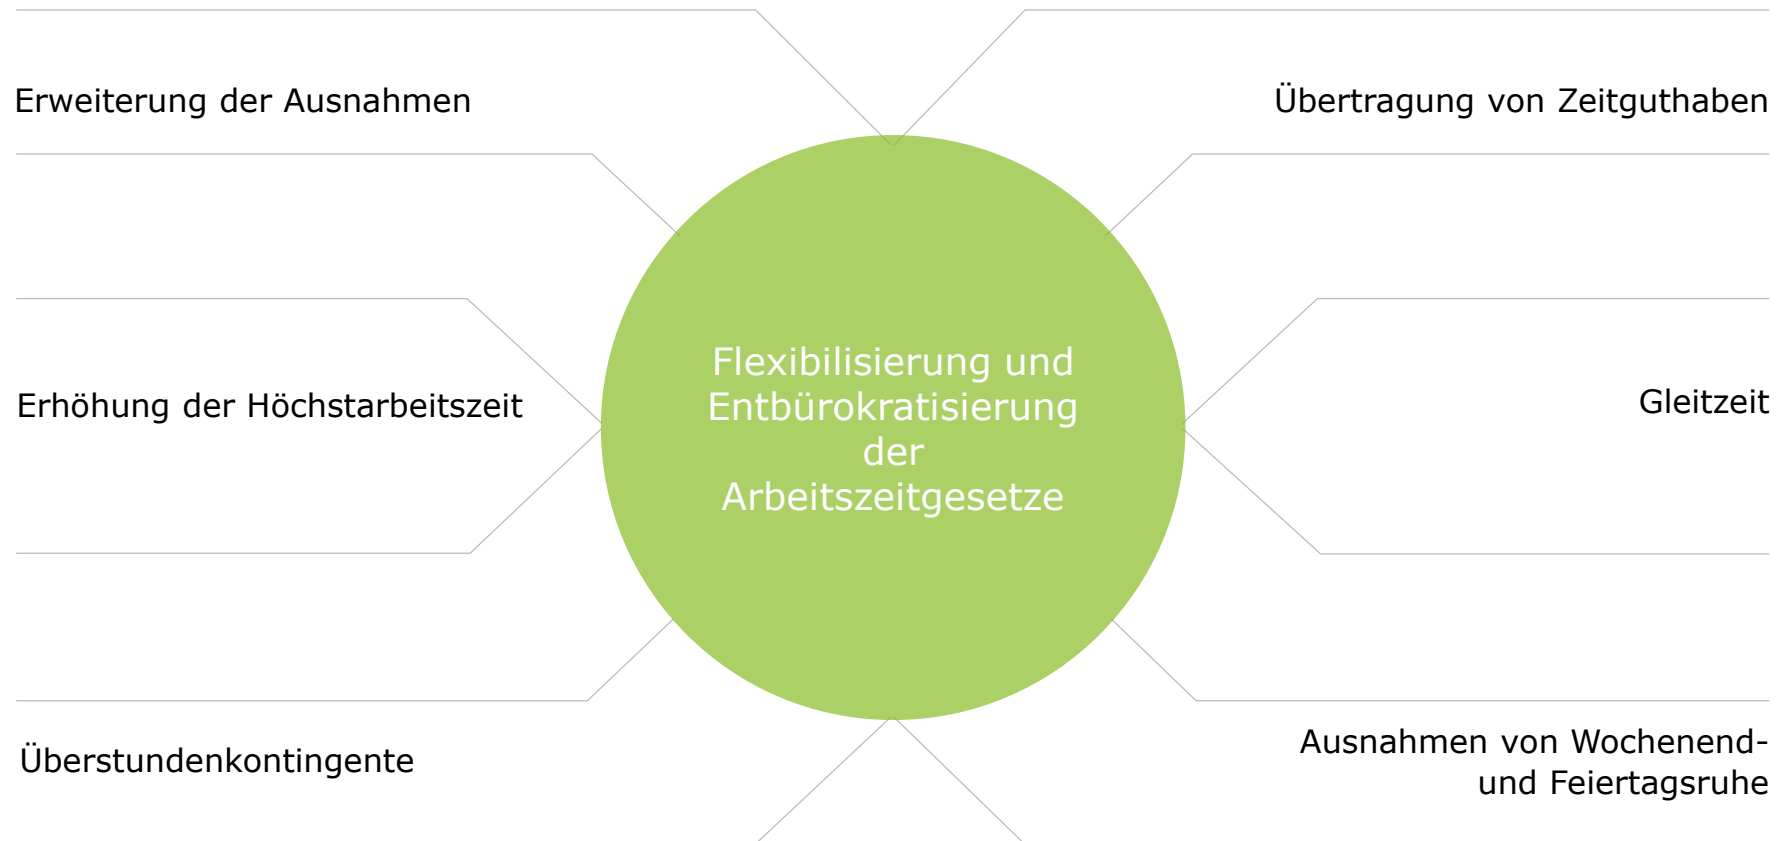 Erweiterung der Ausnahmen
Übertragung von Zeitguthaben
Flexibilisierung und
Entbürokratisierung
der
Arbeitszeitgesetze
Erhöhung der Höchstarbeitszeit
Gleitzeit
Überstundenkontingente
Ausnahmen von Wochenend-
und Feiertagsruhe